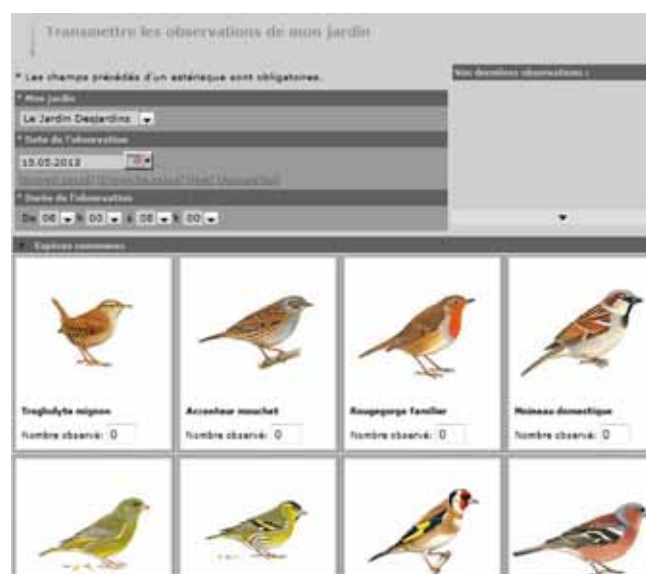 Transmettre les observations de mon jardin
* Les champs précédés d'un astérisque sont obligatoires.
Vos dernières observations :
* Mon jardin
Le Jardin Desjardins
* Date de l'observation
15.05.2013
* Durée de l'observation
De 06 h 00 à 08 h 00
Espèces communes
Troglodyte mignon
Accenteur mouchet
Rougegorge familier
Moineau domestique
Nombre observé: 0
Nombre observé: 0
Nombre observé: 0
Nombre observé: 0